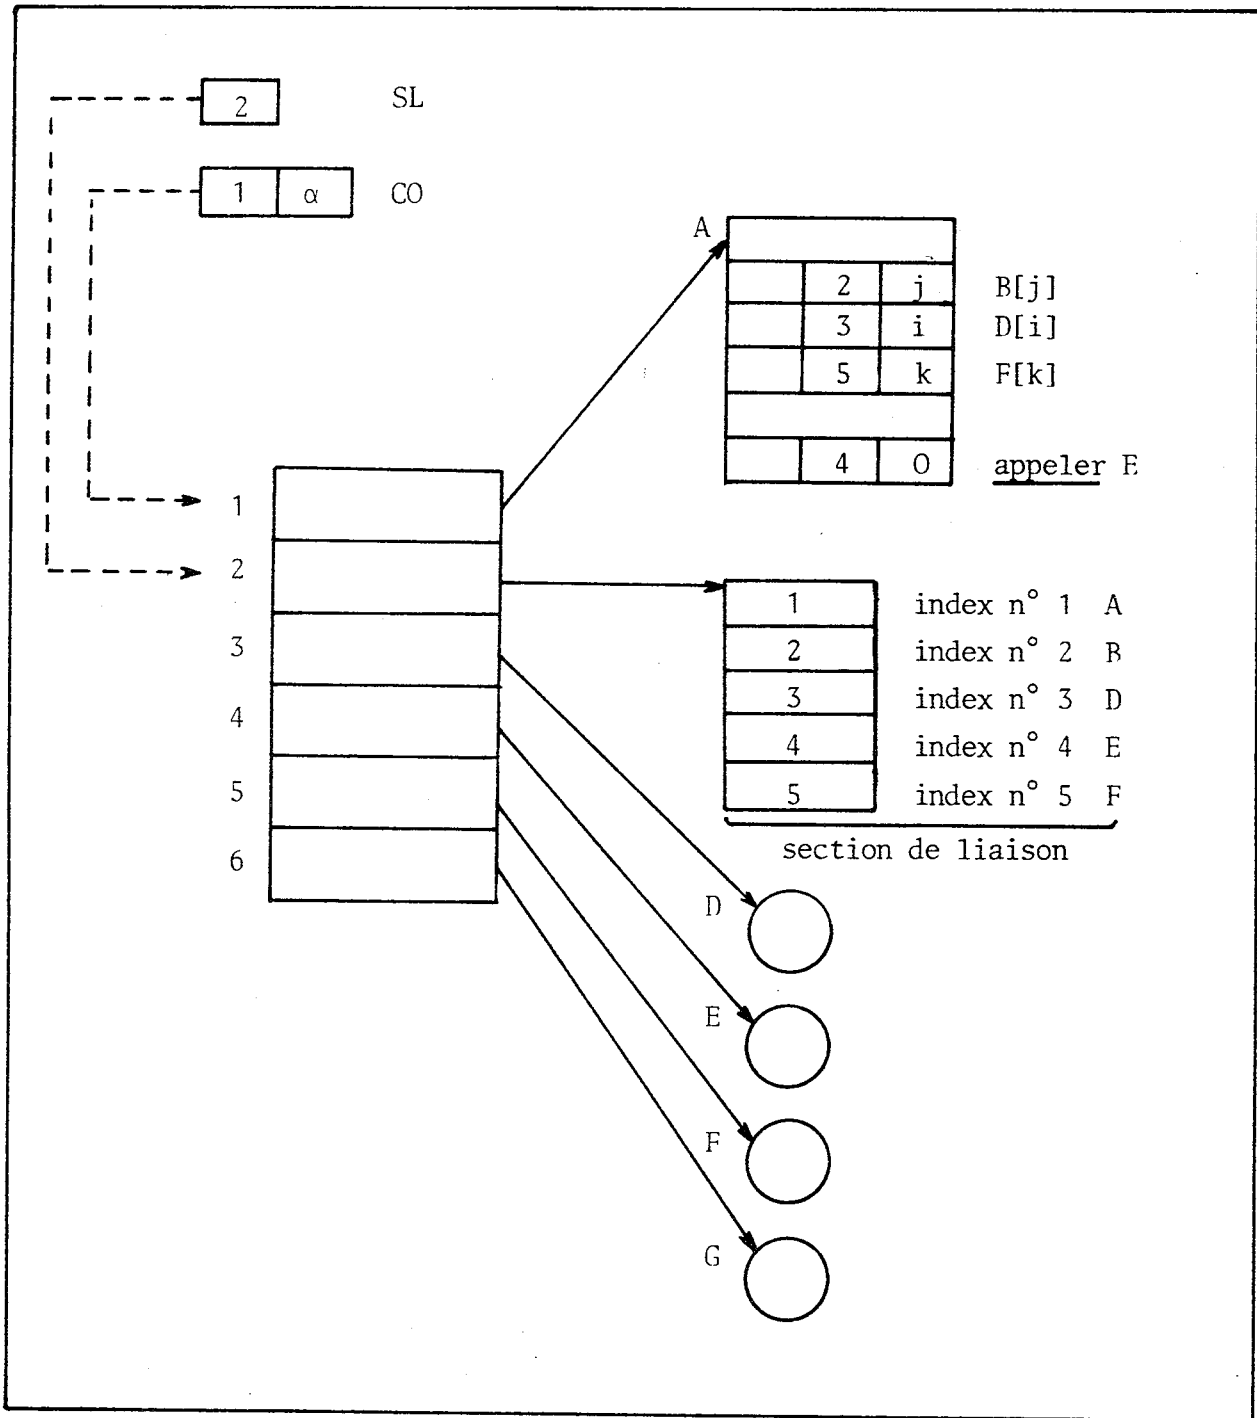 2 SL
1 α CO
A
2 j B[j]
3 i D[i]
5 k F[k]
4 0 appeler E
1
2
3
4
5
6
1 index n° 1 A
2 index n° 2 B
3 index n° 3 D
4 index n° 4 E
5 index n° 5 F
section de liaison
D
E
F
G